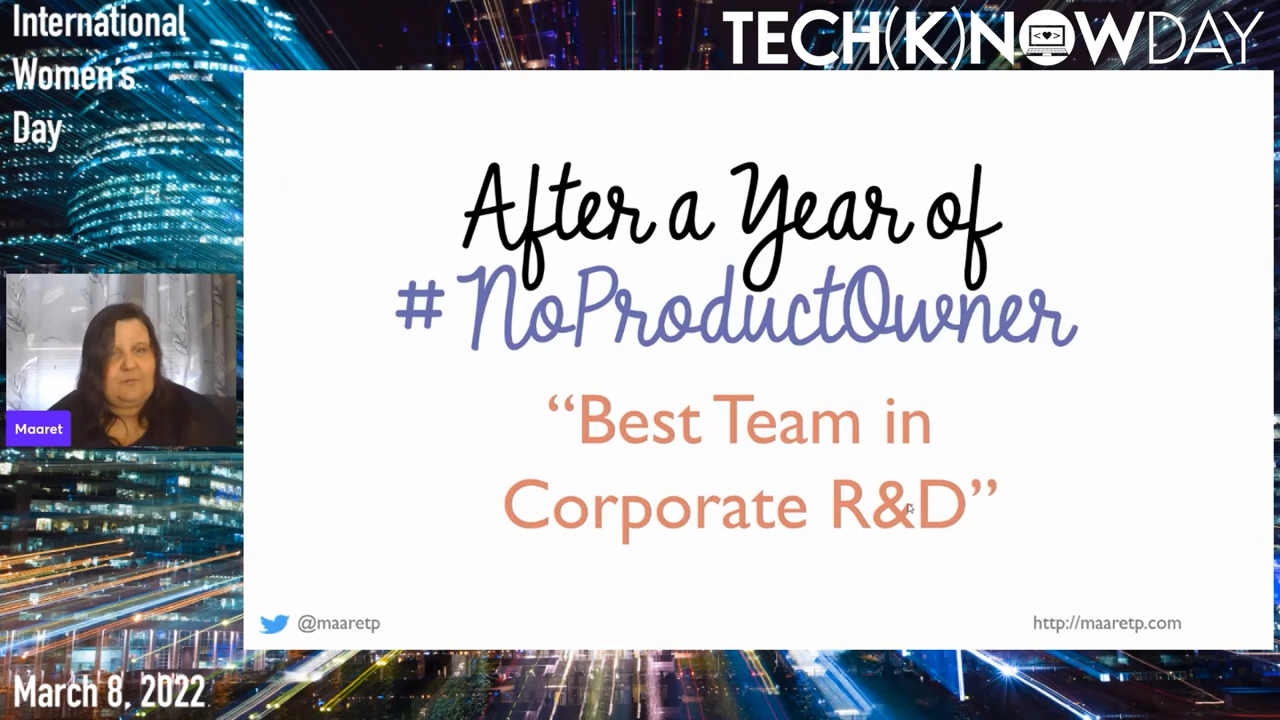 International
Women's
Day
TECH(K)NOWDAY
After a Year of
#NoProductOwner
“Best Team in
Corporate R&D”
Maaret
@maaretp
http://maaretp.com
March 8, 2022